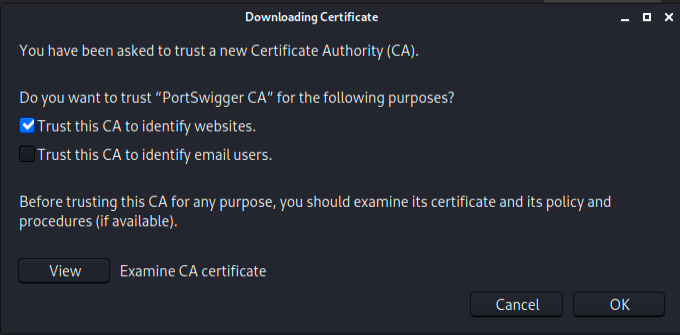 Downloading Certificate
You have been asked to trust a new Certificate Authority (CA).
Do you want to trust “PortSwigger CA” for the following purposes?
Trust this CA to identify websites.
Trust this CA to identify email users.
Before trusting this CA for any purpose, you should examine its certificate and its policy and
procedures (if available).
View Examine CA certificate
Cancel OK